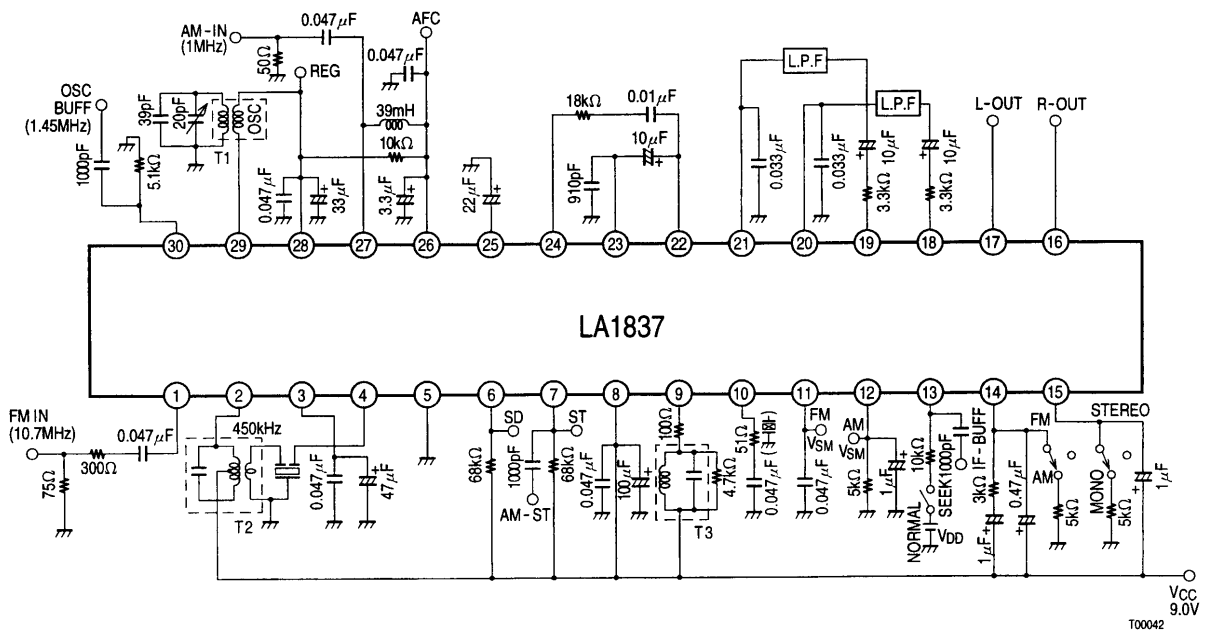 AM-IN
(1MHz)
0.047μF
AFC
50Ω
REG
0.047μF
OSC
BUFF
(1.45MHz)
39pF
20pF
OSC
T1
39mH
10kΩ
1000pF
5.1kΩ
0.047μF
33μF
3.3μF
22μF
18kΩ
0.01μF
10μF
910pF
L.P.F
L.P.F
0.033μF
0.033μF
10μF
10μF
3.3kΩ
3.3kΩ
L-OUT
R-OUT
30 29 28 27 26 25 24 23 22 21 20 19 18 17 16
LA1837
1 2 3 4 5 6 7 8 9 10 11 12 13 14 15
FM IN
(10.7MHz)
0.047μF
300Ω
75Ω
450kHz
T2
0.047μF
47μF
SD
68kΩ
ST
1000pF
68kΩ
AM-ST
0.047μF
100μF
100Ω
4.7kΩ
T3
51Ω
0.047μF
FM
VSM
0.047μF
AM
VSM
5kΩ
1μF
10kΩ
SEEK
1000pF
IF-BUFF
NORMAL
VDD
3kΩ
0.47μF
1μF
FM
AM
5kΩ
STEREO
MONO
5kΩ
1μF
VCC
9.0V
T00042